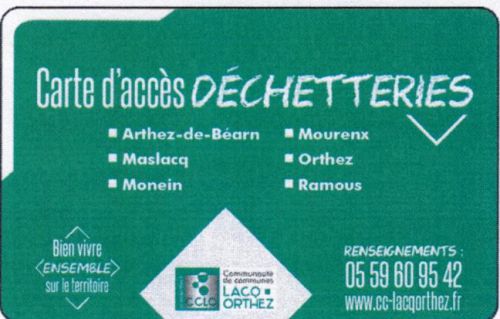 Carte d'accès DÉCHETTERIES
Arthez-de-Béarn
Maslacq
Monein
Mourenx
Orthez
Ramous
Bien vivre
<ENSEMBLE>
sur le territoire
CCLO
Communauté
de communes
LACQ
ORTHEZ
RENSEIGNEMENTS :
05 59 60 95 42
www.cc-lacqorthez.fr